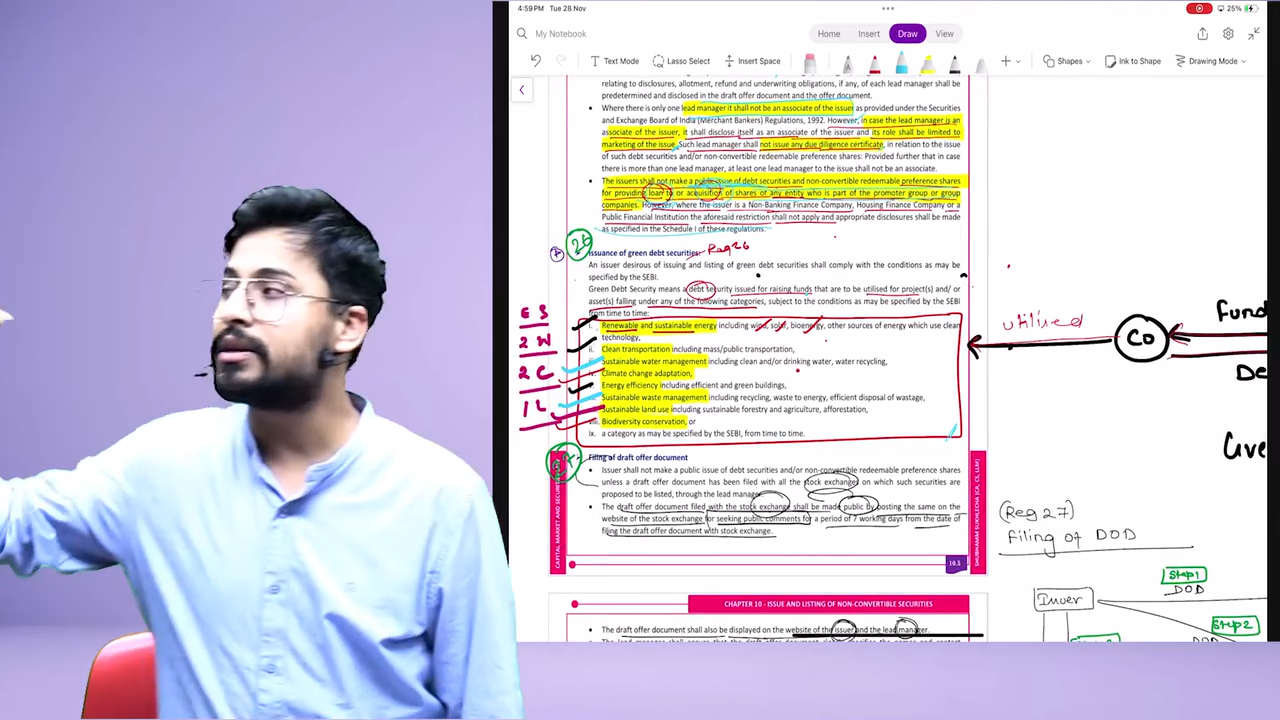 4:59 PM Tue 28 Nov
25%
My Notebook
Home Insert Draw View
Text Mode Lasso Select Insert Space Shapes Ink to Shape Drawing Mode
relating to disclosures, allotment, refund and underwriting obligations, if any, of each lead manager shall be
predetermined and disclosed in the draft offer document and the offer document.
• Where there is only one lead manager it shall not be an associate of the issuer as provided under the Securities
and Exchange Board of India (Merchant Bankers) Regulations, 1992. However, in case the lead manager is an
associate of the issuer, it shall disclose itself as an associate of the issuer and its role shall be limited to
marketing of the issue. Such lead manager shall not issue any due diligence certificate, in relation to the issue
of such debt securities and/or non-convertible redeemable preference shares: Provided further that in case
there is more than one lead manager, at least one lead manager to the issue shall not be an associate.
• The issuers shall not make a public issue of debt securities and non-convertible redeemable preference shares
for providing loan to or acquisition of shares of any entity who is part of the promoter group or group
companies. However, where the issuer is a Non-Banking Finance Company, Housing Finance Company or a
Public Financial Institution the aforesaid restriction shall not apply and appropriate disclosures shall be made
as specified in the Schedule I of these regulations.
26
Issuance of green debt securities: Reg 26
An issuer desirous of issuing and listing of green debt securities shall comply with the conditions as may be
specified by the SEBI.
Green Debt Security means a debt security issued for raising funds that are to be utilised for project(s) and/ or
asset(s) falling under any of the following categories, subject to the conditions as may be specified by the SEBI
from time to time:
i. Renewable and sustainable energy including wind, solar, bioenergy, other sources of energy which use clean
technology,
Clean transportation including mass/public transportation,
Sustainable water management including clean and/or drinking water, water recycling,
Climate change adaptation,
Energy efficiency including efficient and green buildings,
Sustainable waste management including recycling, waste to energy, efficient disposal of wastage,
Sustainable land use including sustainable forestry and agriculture, afforestation,
viii. Biodiversity conservation, or
ix. a category as may be specified by the SEBI, from time to time.
E S
2 W
2 C
1 L
utilised
CO
Fund
De
Gove
Filing of draft offer document
• Issuer shall not make a public issue of debt securities and/or non-convertible redeemable preference shares
unless a draft offer document has been filed with all the stock exchanges on which such securities are
proposed to be listed, through the lead manager.
• The draft offer document filed with the stock exchange shall be made public by posting the same on the
website of the stock exchange for seeking public comments for a period of 7 working days from the date of
filing the draft offer document with stock exchange.
CAPITAL MARKET AND SECURI
SHUBHAMM SUKHLECHA (CA, CS, LLM)
10.5
(Reg 27)
Filing of DOD
Step1
DOD
Step2
CHAPTER 10 - ISSUE AND LISTING OF NON-CONVERTIBLE SECURITIES
• The draft offer document shall also be displayed on the website of the issuer and the lead manager.